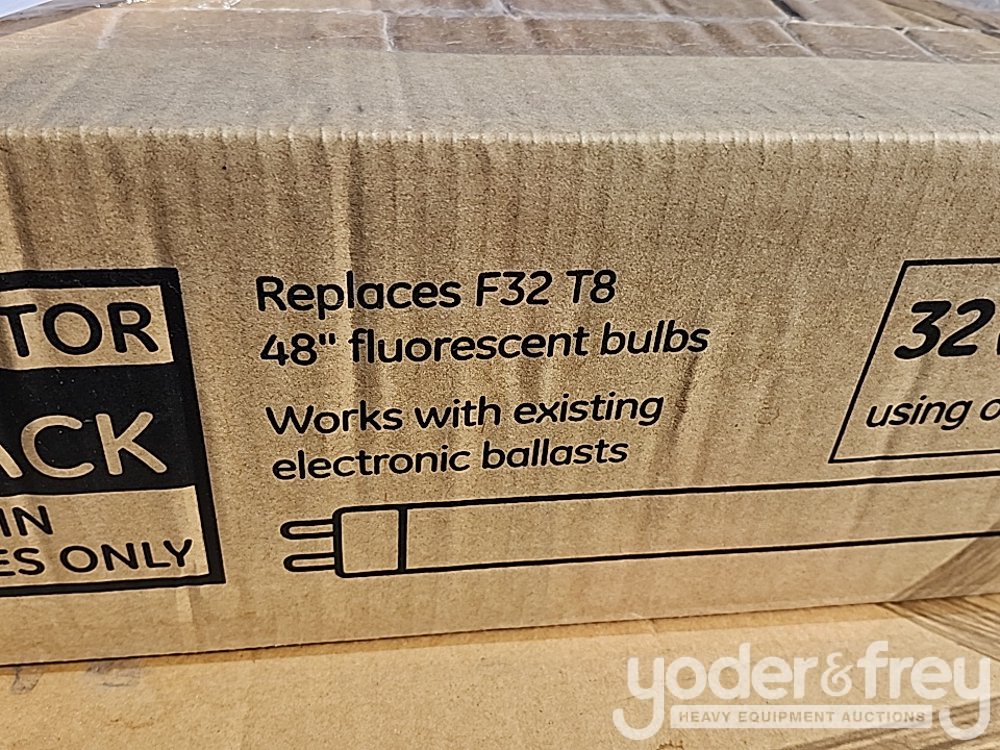 TOR
ACK
IN
ES ONLY
Replaces F32 T8
48" fluorescent bulbs
Works with existing
electronic ballasts
32
using
yoder&frey
HEAVY EQUIPMENT AUCTIONS